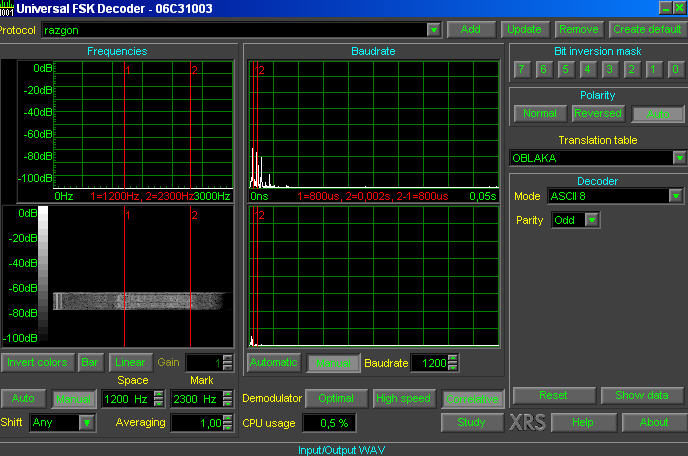 Universal FSK Decoder - 06C31003
Protocol razgon Add Update Remove Create default
Frequencies Baudrate Bit inversion mask
7 6 5 4 3 2 1 0
0dB
-20dB
-40dB
-60dB
-80dB
-100dB
1 2
0Hz 1=1200Hz, 2=2300Hz 3000Hz
12
0ns 1=800us, 2=0,002s, 2-1=800us 0,05s
Polarity
Normal Reversed
Translation table
OBLAKA
Decoder
Mode ASCII 8
Parity Odd
0dB
-20dB
-40dB
-60dB
-80dB
-100dB
1 2
12
Invert colors Bar Linear Gain 1
Automatic Manual Baudrate 1200
Space Mark
Auto Manual 1200 Hz 2300 Hz
Demodulator Optimal High speed
Reset Show data
Shift Any Averaging 1,00
CPU usage 0,5 % Study
XRS Help About
Input/Output WAV